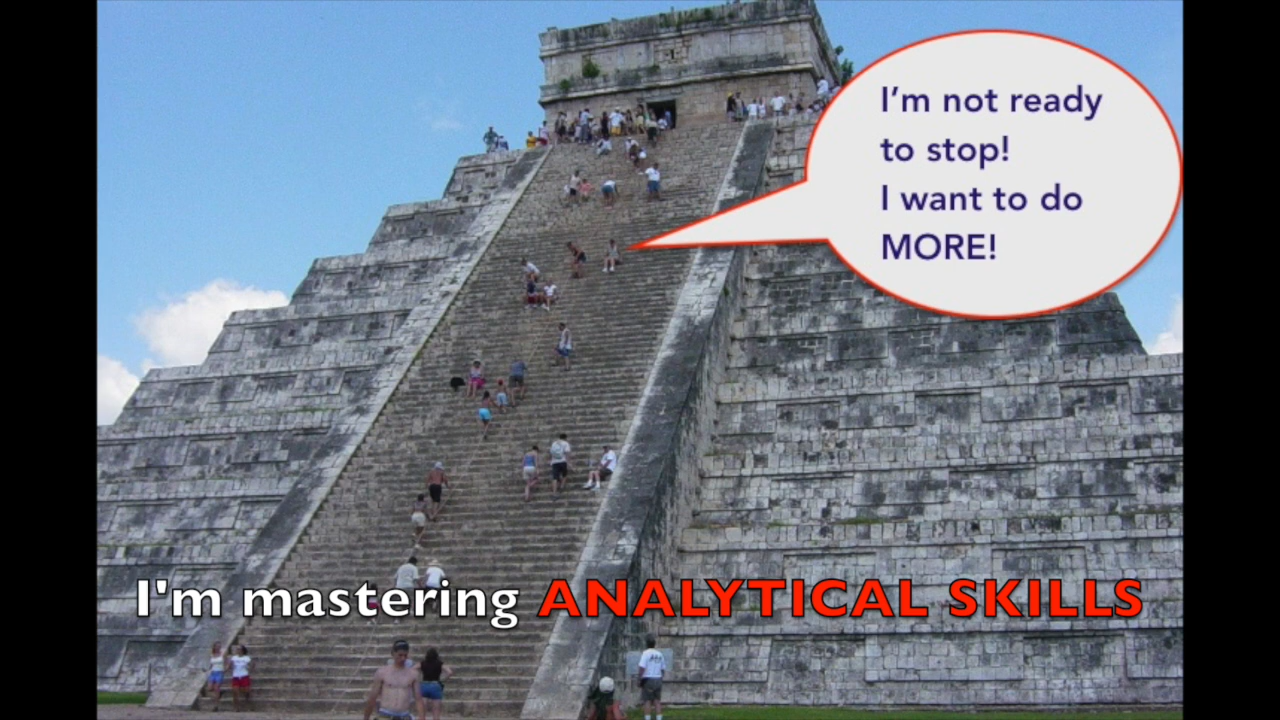 I’m not ready
to stop!
I want to do
MORE!
I'm mastering ANALYTICAL SKILLS